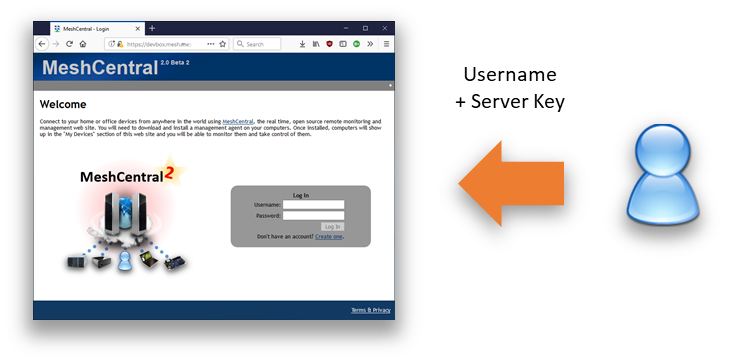 MeshCentral - Login
https://devbox.mesh.me
Search
MeshCentral 2.0 Beta 2
Welcome
Connect to your home or office devices from anywhere in the world using MeshCentral, the real time, open source remote monitoring and
management web site. You will need to download and install a management agent on your computers. Once installed, computers will show
up in the "My Devices" section of this web site and you will be able to monitor them and take control of them.
MeshCentral 2
Log In
Username:
Password:
Log In
Don't have an account? Create one.
Terms & Privacy
Username
+ Server Key